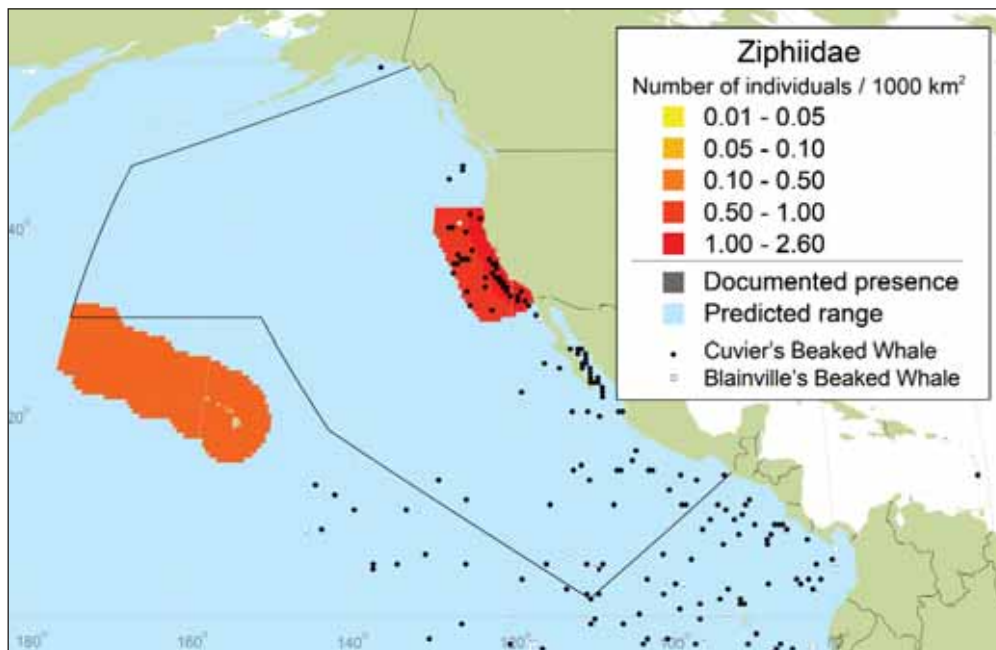 Ziphiidae
Number of individuals / 1000 km²
0.01 - 0.05
0.05 - 0.10
0.10 - 0.50
0.50 - 1.00
1.00 - 2.60
Documented presence
Predicted range
Cuvier's Beaked Whale
Blainville's Beaked Whale
40°
20°
180° 160° 140° 120° 100°